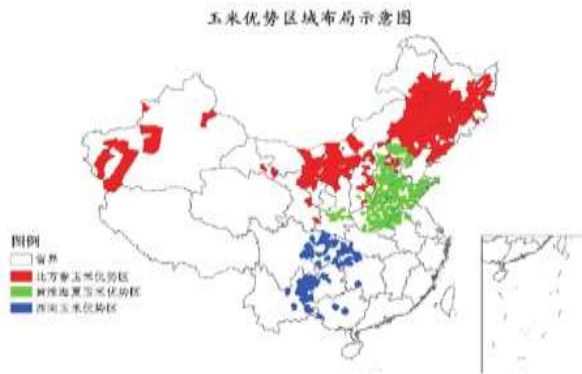 玉米优势区域布局示意图
图例
省界
北方春玉米优势区
黄淮海夏玉米优势区
西南玉米优势区